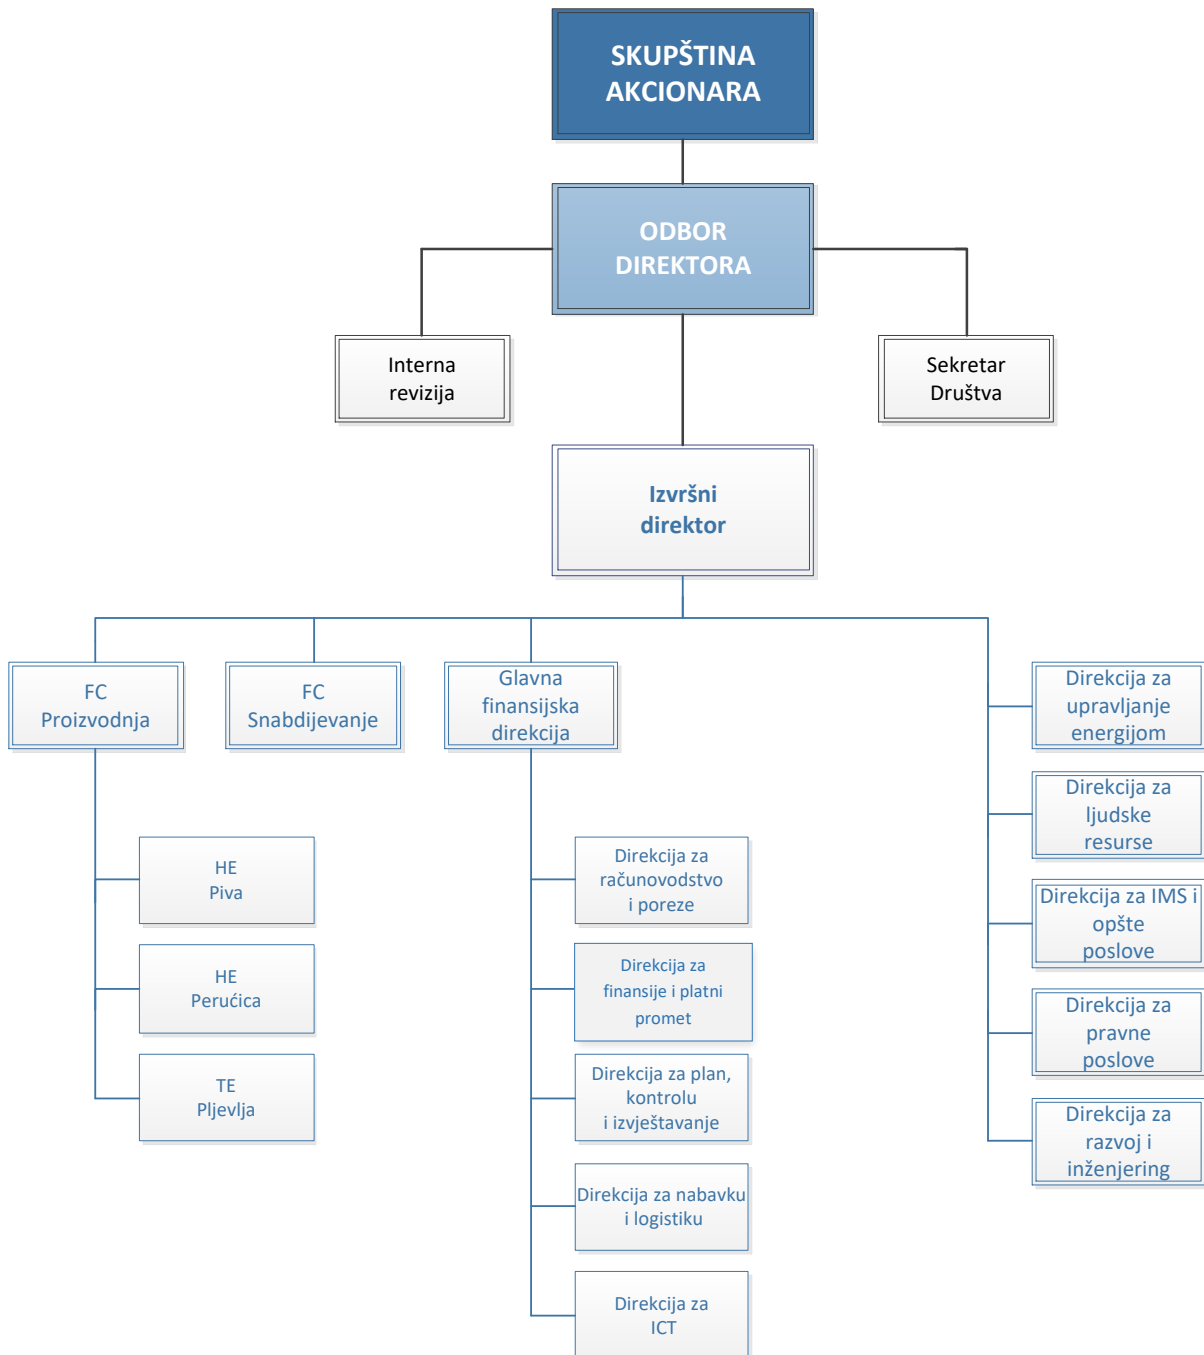 SKUPŠTINA
AKCIONARA
ODBOR
DIREKTORA
Interna
revizija
Sekretar
Društva
Izvršni
direktor
FC
Proizvodnja
FC
Snabdijevanje
Glavna
finansijska
direkcija
Direkcija za
upravljanje
energijom
Direkcija za
ljudske
resurse
Direkcija za IMS i
opšte
poslove
Direkcija za
pravne
poslove
Direkcija za
razvoj i
inženjering
HE
Piva
HE
Perućica
TE
Pljevlja
Direkcija za
računovodstvo
i poreze
Direkcija za
finansije i platni
promet
Direkcija za plan,
kontrolu
i izvještavanje
Direkcija za nabavku
i logistiku
Direkcija za
ICT